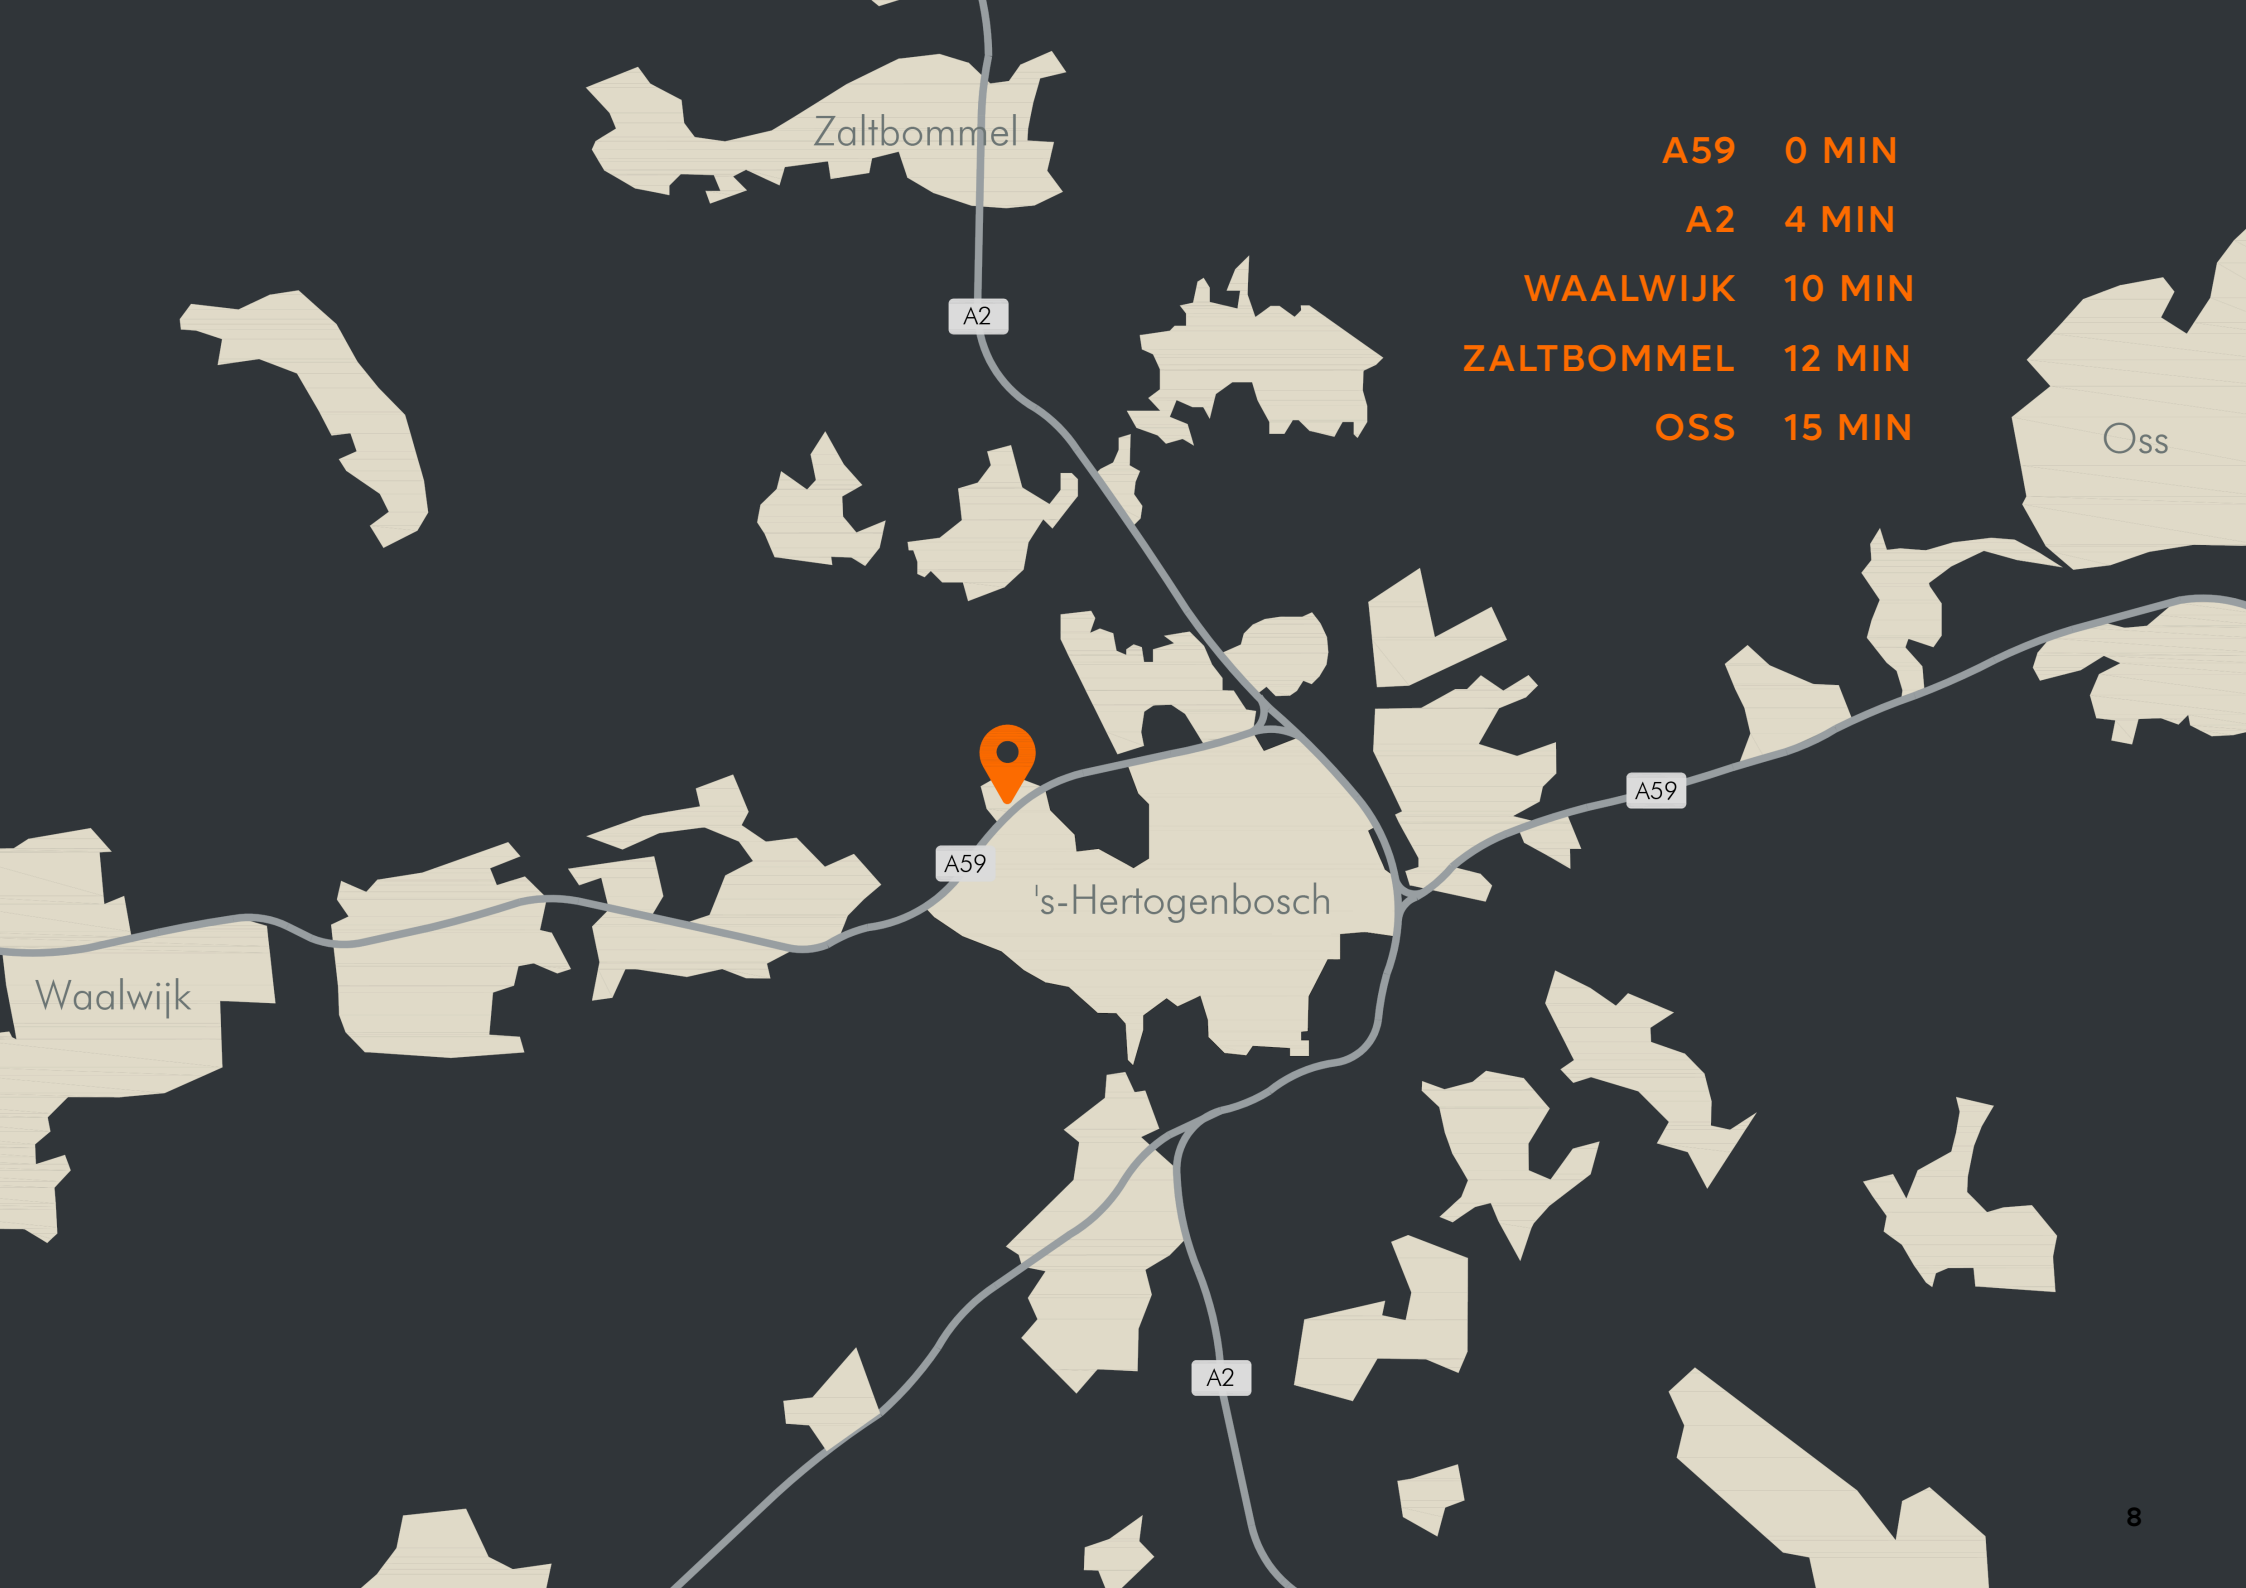 Zaltbommel
A59 0 MIN
A2 4 MIN
WAALWIJK 10 MIN
ZALTBOMMEL 12 MIN
OSS 15 MIN
A2
Oss
A59
A59
's-Hertogenbosch
Waalwijk
A2
8